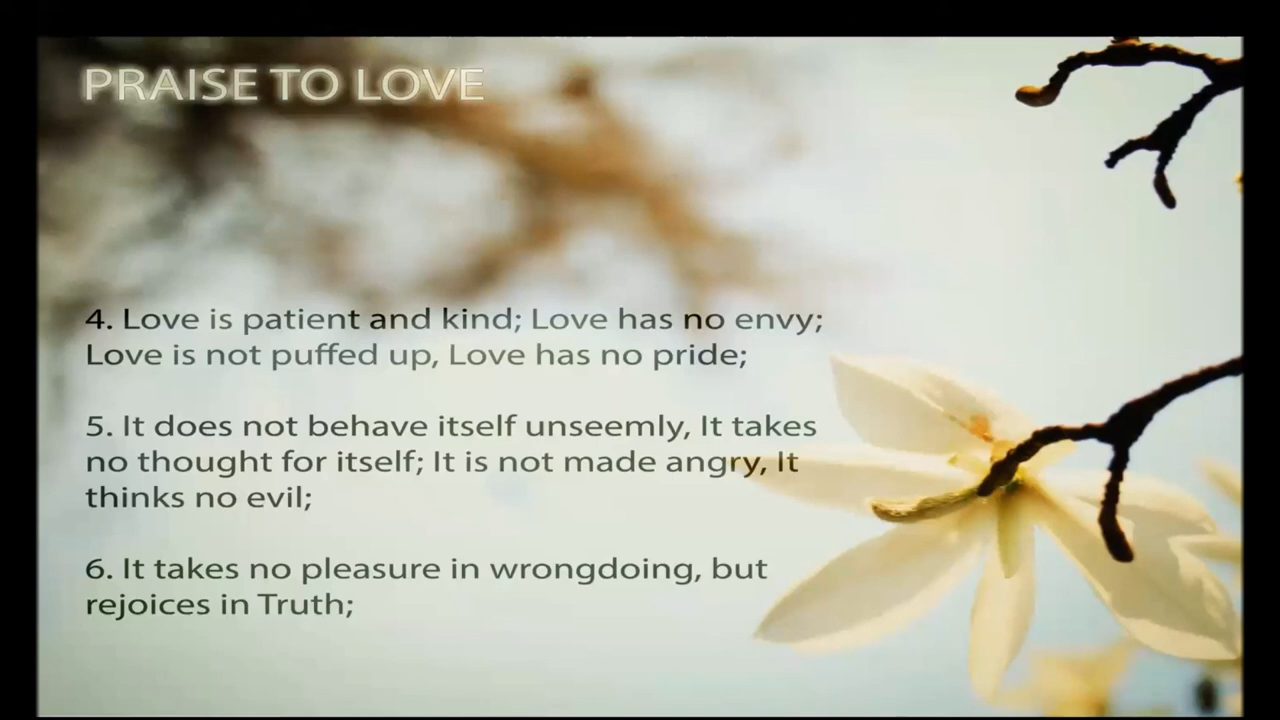 PRAISE TO LOVE
4. Love is patient and kind; Love has no envy;
Love is not puffed up, Love has no pride;
5. It does not behave itself unseemly, It takes
no thought for itself; It is not made angry, It
thinks no evil;
6. It takes no pleasure in wrongdoing, but
rejoices in Truth;